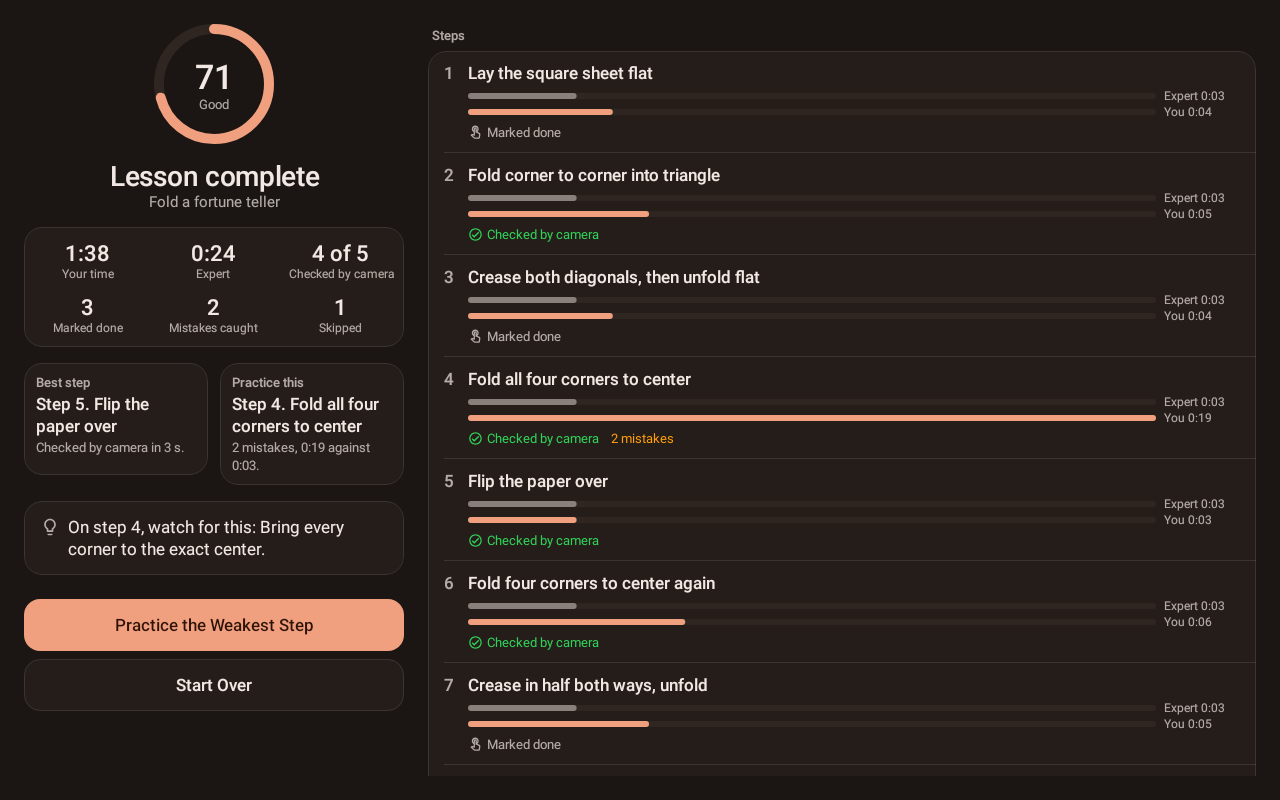 71
Good
Lesson complete
Fold a fortune teller
1:38
Your time
0:24
Expert
4 of 5
Checked by camera
3
Marked done
2
Mistakes caught
1
Skipped
Best step
Step 5. Flip the
paper over
Checked by camera in 3 s.
Practice this
Step 4. Fold all four
corners to center
2 mistakes, 0:19 against
0:03.
On step 4, watch for this: Bring every
corner to the exact center.
Practice the Weakest Step
Start Over
Steps
1 Lay the square sheet flat
Expert 0:03
You 0:04
Marked done
2 Fold corner to corner into triangle
Expert 0:03
You 0:05
Checked by camera
3 Crease both diagonals, then unfold flat
Expert 0:03
You 0:04
Marked done
4 Fold all four corners to center
Expert 0:03
You 0:19
Checked by camera 2 mistakes
5 Flip the paper over
Expert 0:03
You 0:03
Checked by camera
6 Fold four corners to center again
Expert 0:03
You 0:06
Checked by camera
7 Crease in half both ways, unfold
Expert 0:03
You 0:05
Marked done